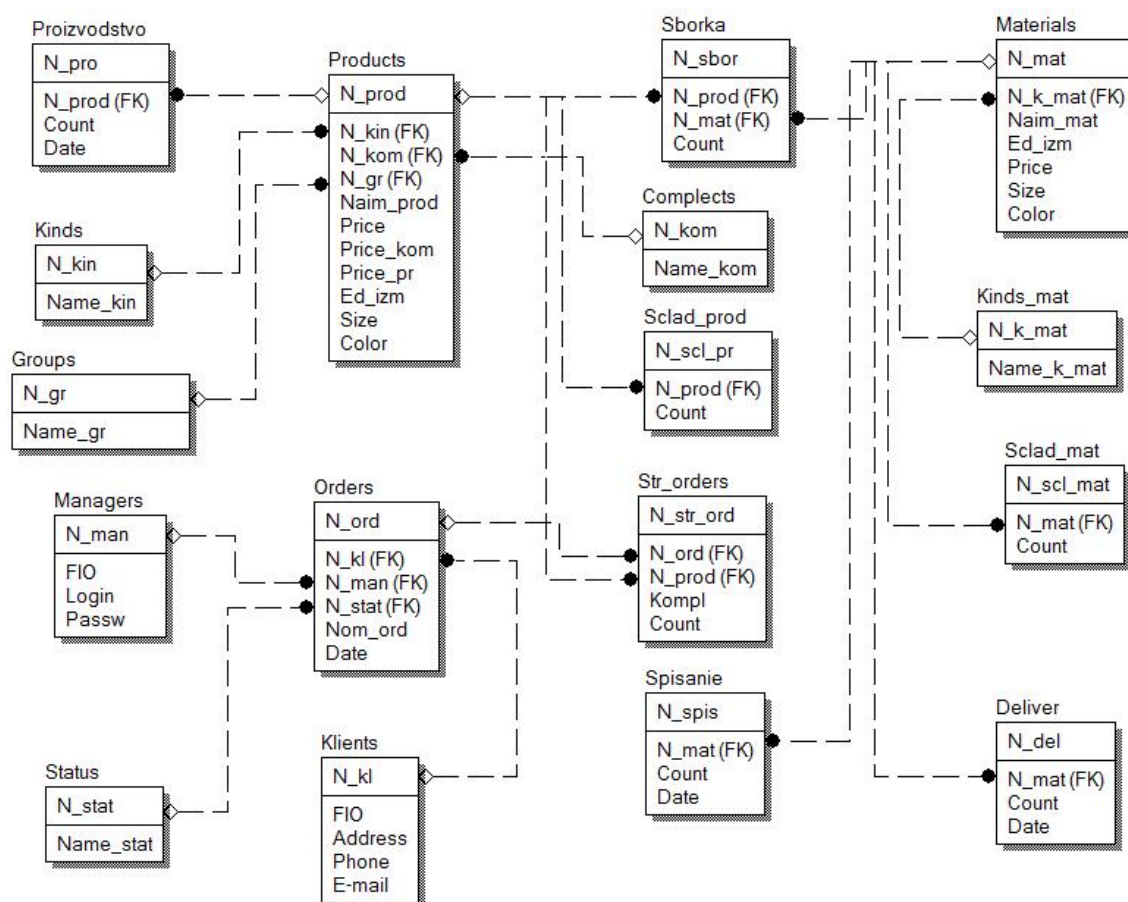 Proizvodstvo
N_pro
N_prod (FK)
Count
Date
Products
N_prod
N_kin (FK)
N_kom (FK)
N_gr (FK)
Naim_prod
Price
Price_kom
Price_pr
Ed_izm
Size
Color
Sborka
N_sbor
N_prod (FK)
N_mat (FK)
Count
Materials
N_mat
N_k_mat (FK)
Naim_mat
Ed_izm
Price
Size
Color
Kinds
N_kin
Name_kin
Complects
N_kom
Name_kom
Kinds_mat
N_k_mat
Name_k_mat
Groups
N_gr
Name_gr
Sclad_prod
N_scl_pr
N_prod (FK)
Count
Sclad_mat
N_scl_mat
N_mat (FK)
Count
Managers
N_man
FIO
Login
Passw
Orders
N_ord
N_kl (FK)
N_man (FK)
N_stat (FK)
Nom_ord
Date
Str_orders
N_str_ord
N_ord (FK)
N_prod (FK)
Kompl
Count
Spisanie
N_spis
N_mat (FK)
Count
Date
Deliver
N_del
N_mat (FK)
Count
Date
Status
N_stat
Name_stat
Klients
N_kl
FIO
Address
Phone
E-mail